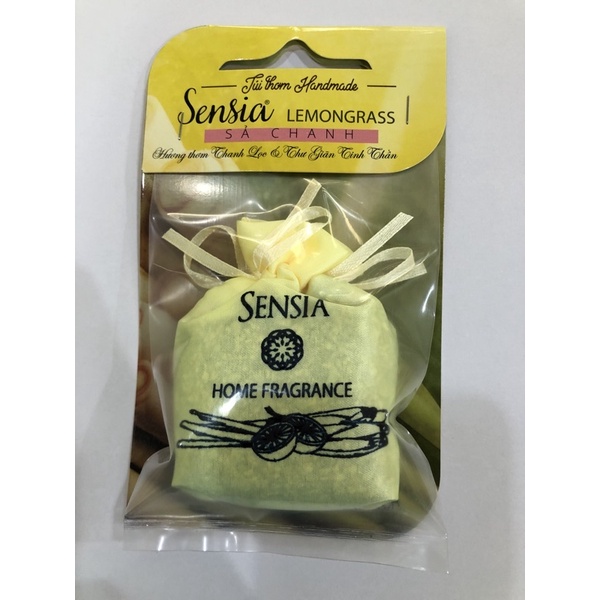 Túi thơm Handmade
Sensia® LEMONGRASS
SẢ CHANH
Hương thơm Thanh Lọc & Thư Giãn Tinh Thần
SENSIA
HOME FRAGRANCE